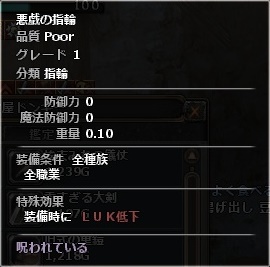 100
悪戯の指輪
品質 Poor
グレード 1
分類 指輪
防御力 0
魔法防御力 0
重量 0.10
装備条件 全種族
全職業
特殊効果
装備時に ＬＵＫ低下
呪われている
1,218G